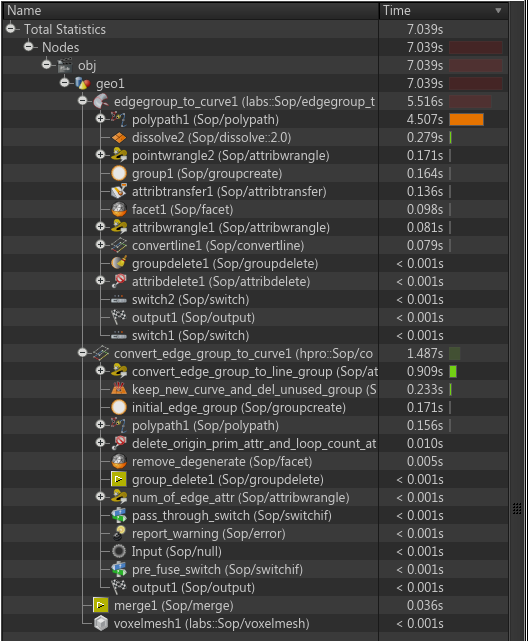 Name Time
Total Statistics 7.039s
Nodes 7.039s
obj 7.039s
geo1 7.039s
edgegroup_to_curve1 (labs::Sop/edgegroup_t 5.516s
polypath1 (Sop/polypath) 4.507s
dissolve2 (Sop/dissolve::2.0) 0.279s
pointwrangle2 (Sop/attribwrangle) 0.171s
group1 (Sop/groupcreate) 0.164s
attribtransfer1 (Sop/attribtransfer) 0.136s
facet1 (Sop/facet) 0.098s
attribwrangle1 (Sop/attribwrangle) 0.081s
convertline1 (Sop/convertline) 0.079s
groupdelete1 (Sop/groupdelete) < 0.001s
attribdelete1 (Sop/attribdelete) < 0.001s
switch2 (Sop/switch) < 0.001s
output1 (Sop/output) < 0.001s
switch1 (Sop/switch) < 0.001s
convert_edge_group_to_curve1 (hpro::Sop/co 1.487s
convert_edge_group_to_line_group (Sop/at 0.909s
keep_new_curve_and_del_unused_group (S 0.233s
initial_edge_group (Sop/groupcreate) 0.171s
polypath1 (Sop/polypath) 0.156s
delete_origin_prim_attr_and_loop_count_at 0.010s
remove_degenerate (Sop/facet) 0.005s
group_delete1 (Sop/groupdelete) < 0.001s
num_of_edge_attr (Sop/attribwrangle) < 0.001s
pass_through_switch (Sop/switchif) < 0.001s
report_warning (Sop/error) < 0.001s
Input (Sop/null) < 0.001s
pre_fuse_switch (Sop/switchif) < 0.001s
output1 (Sop/output) < 0.001s
merge1 (Sop/merge) 0.036s
voxelmesh1 (labs::Sop/voxelmesh) < 0.001s